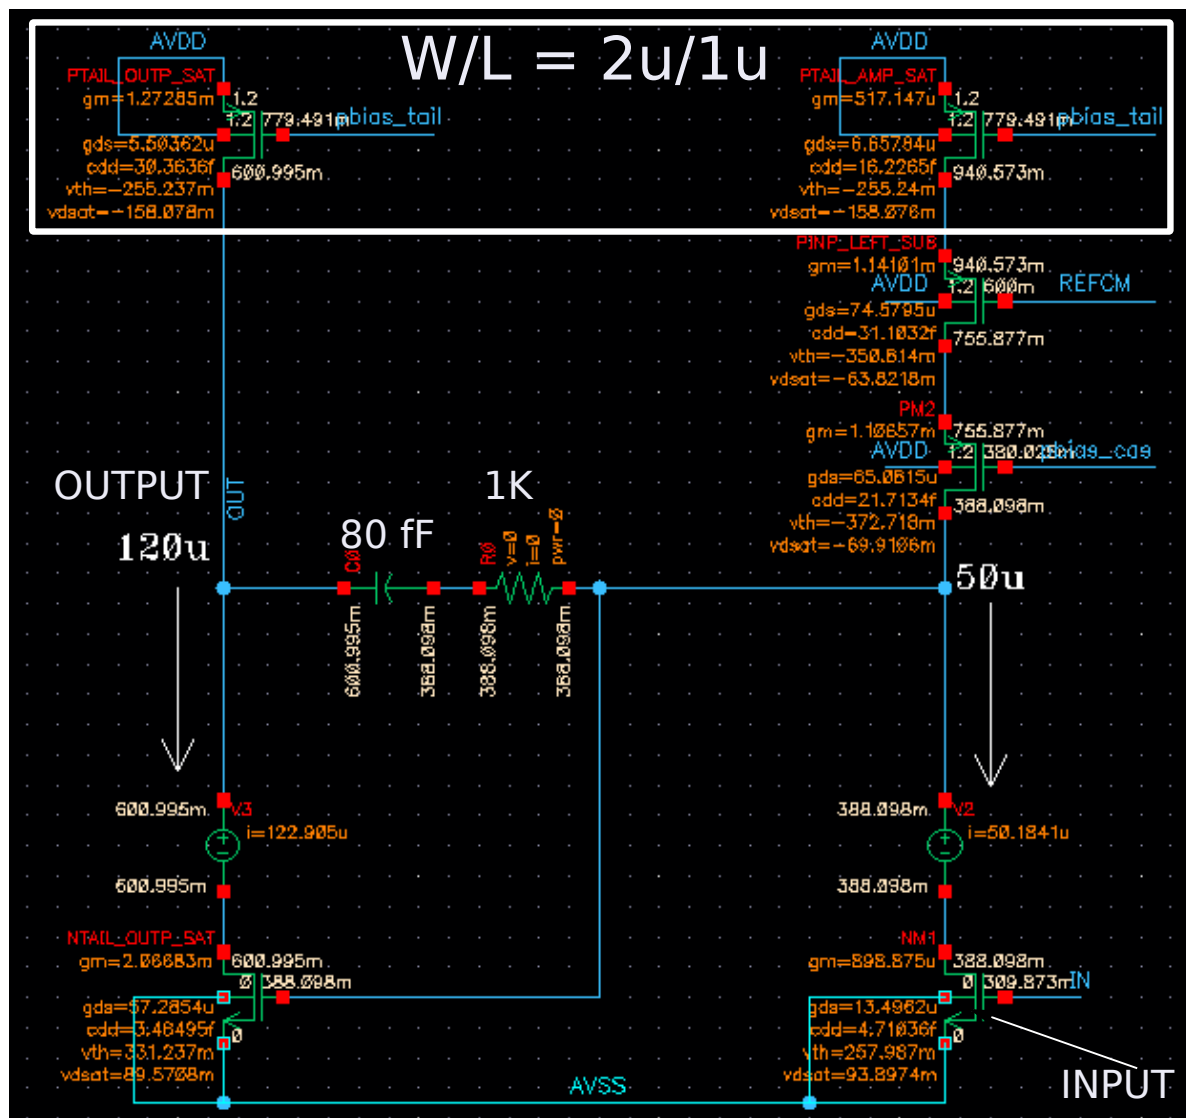 AVDD
W/L = 2u/1u
AVDD
PTAIL_OUTP_SAT
gm=1.27285m
1.2
1.2
779.491m
pbias_tail
gds=5.50362u
cdd=30.3636f
600.995m
vth=-255.237m
vdsat=-158.078m
PTAIL_AMP_SAT
gm=517.147u
1.2
1.2
779.491m
pbias_tail
gds=6.65784u
cdd=16.2265f
940.573m
vth=-255.24m
vdsat=-158.076m
PINP_LEFT_SUB
gm=1.14101m
940.573m
AVDD
1.2
600m
REFCM
gds=74.5795u
cdd=31.1032f
755.877m
vth=-350.614m
vdsat=-63.8218m
PM2
gm=1.10657m
755.877m
AVDD
1.2
pbias_cas
gds=65.0615u
cdd=21.7134f
388.098m
vth=-372.718m
vdsat=-69.9106m
OUTPUT
OUT
120u
80 fF
C0
1K
R0
v=0
i=0
pwr=0
50u
600.995m
388.098m
388.098m
388.098m
600.995m
V3
i=122.905u
600.995m
388.098m
V2
i=50.1841u
388.098m
NTAIL_OUTP_SAT
gm=2.06683m
600.995m
0
388.098m
gds=57.2854u
cdd=3.46495f
0
vth=331.237m
vdsat=89.5708m
NM1
gm=898.875u
388.098m
0
309.873m
IN
gds=13.4962u
cdd=4.71036f
0
vth=257.987m
vdsat=93.8974m
AVSS
INPUT